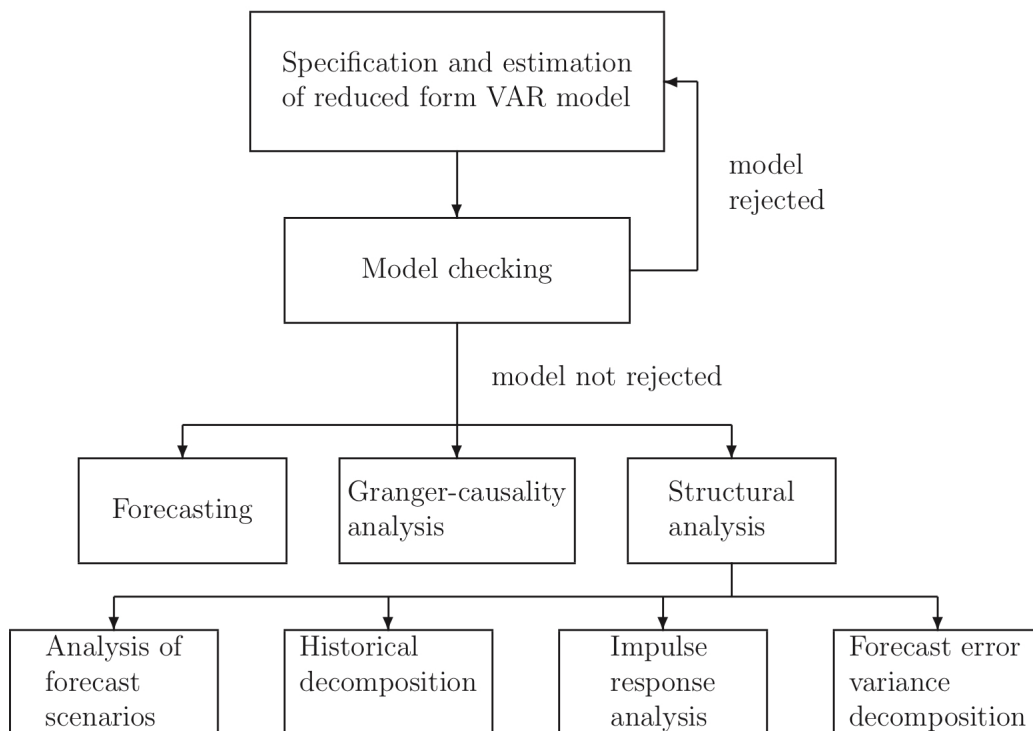 Specification and estimation
of reduced form VAR model
model
rejected
Model checking
model not rejected
Forecasting
Granger-causality
analysis
Structural
analysis
Analysis of
forecast
scenarios
Historical
decomposition
Impulse
response
analysis
Forecast error
variance
decomposition